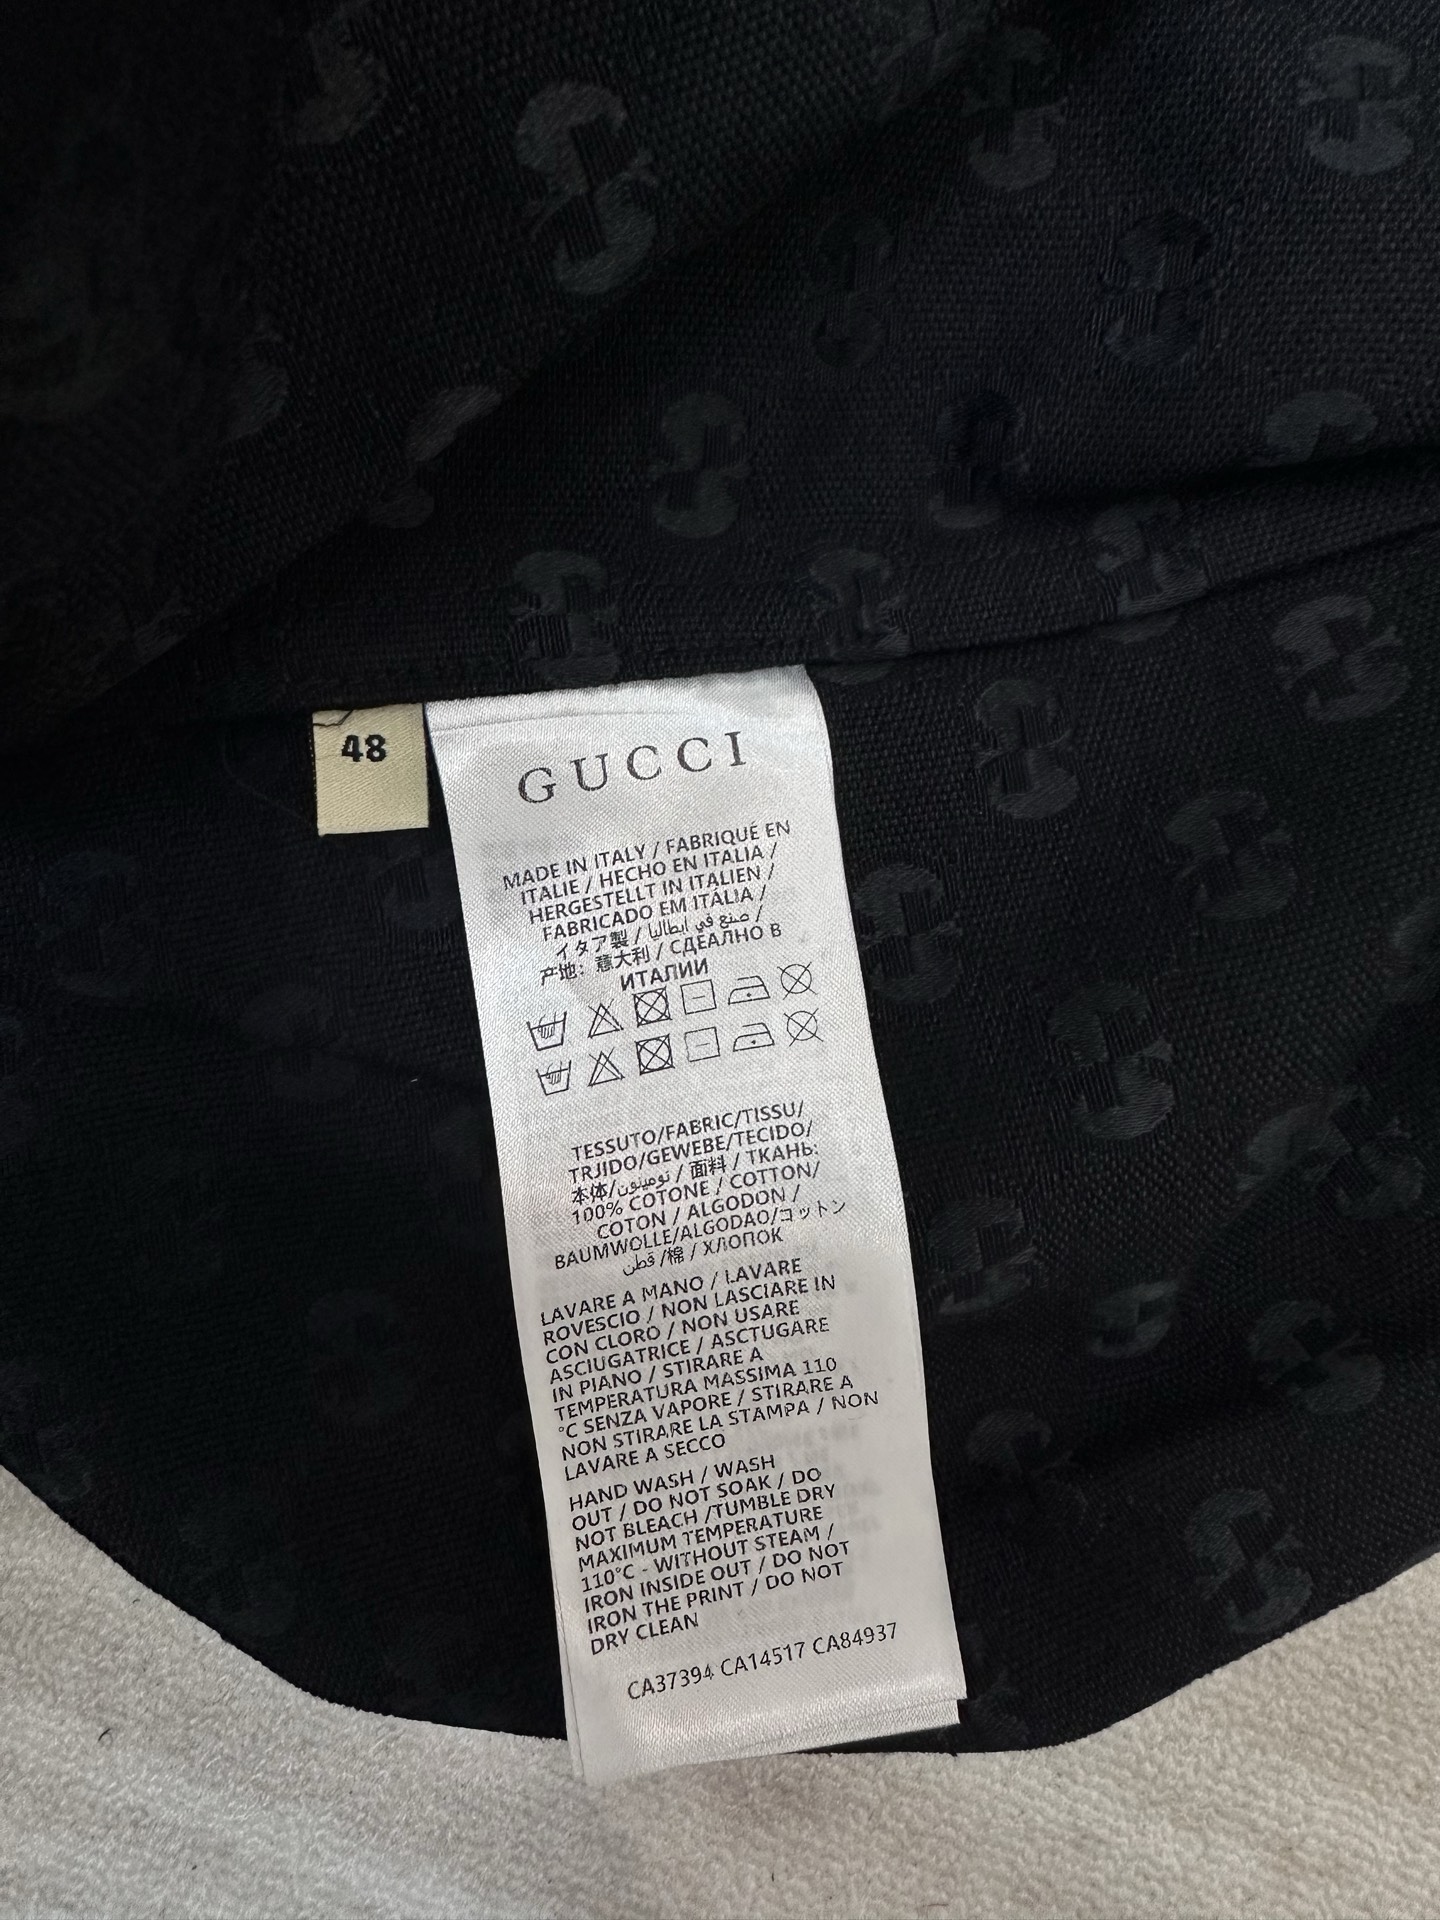 48
GUCCI
MADE IN ITALY / FABRIQUÉ EN
ITALIE / HECHO EN ITALIA /
HERGESTELLT IN ITALIEN /
FABRICADO EM ITÁLIA /
イタア製 / صنع في ايطاليا /
产地：意大利 / СДЕАЛНО В
ИТАЛИИ
TESSUTO/FABRIC/TISSU/
TRJIDO/GEWEBE/TECIDO/
本体/نومينون / 面料 / ТКАНЬ:
100% COTONE / COTTON/
COTON / ALGODON /
BAUMWOLLE/ALGODAO/コットン
قطن /棉 / ХЛОПОК
LAVARE A MANO / LAVARE
ROVESCIO / NON LASCIARE IN
CON CLORO / NON USARE
ASCIUGATRICE / ASCTUGARE
IN PIANO / STIRARE A
TEMPERATURA MASSIMA 110
°C SENZA VAPORE / STIRARE A
NON STIRARE LA STAMPA / NON
LAVARE A SECCO
HAND WASH / WASH
OUT / DO NOT SOAK / DO
NOT BLEACH /TUMBLE DRY
MAXIMUM TEMPERATURE
110°C - WITHOUT STEAM /
IRON INSIDE OUT / DO NOT
IRON THE PRINT / DO NOT
DRY CLEAN
CA37394 CA14517 CA84937